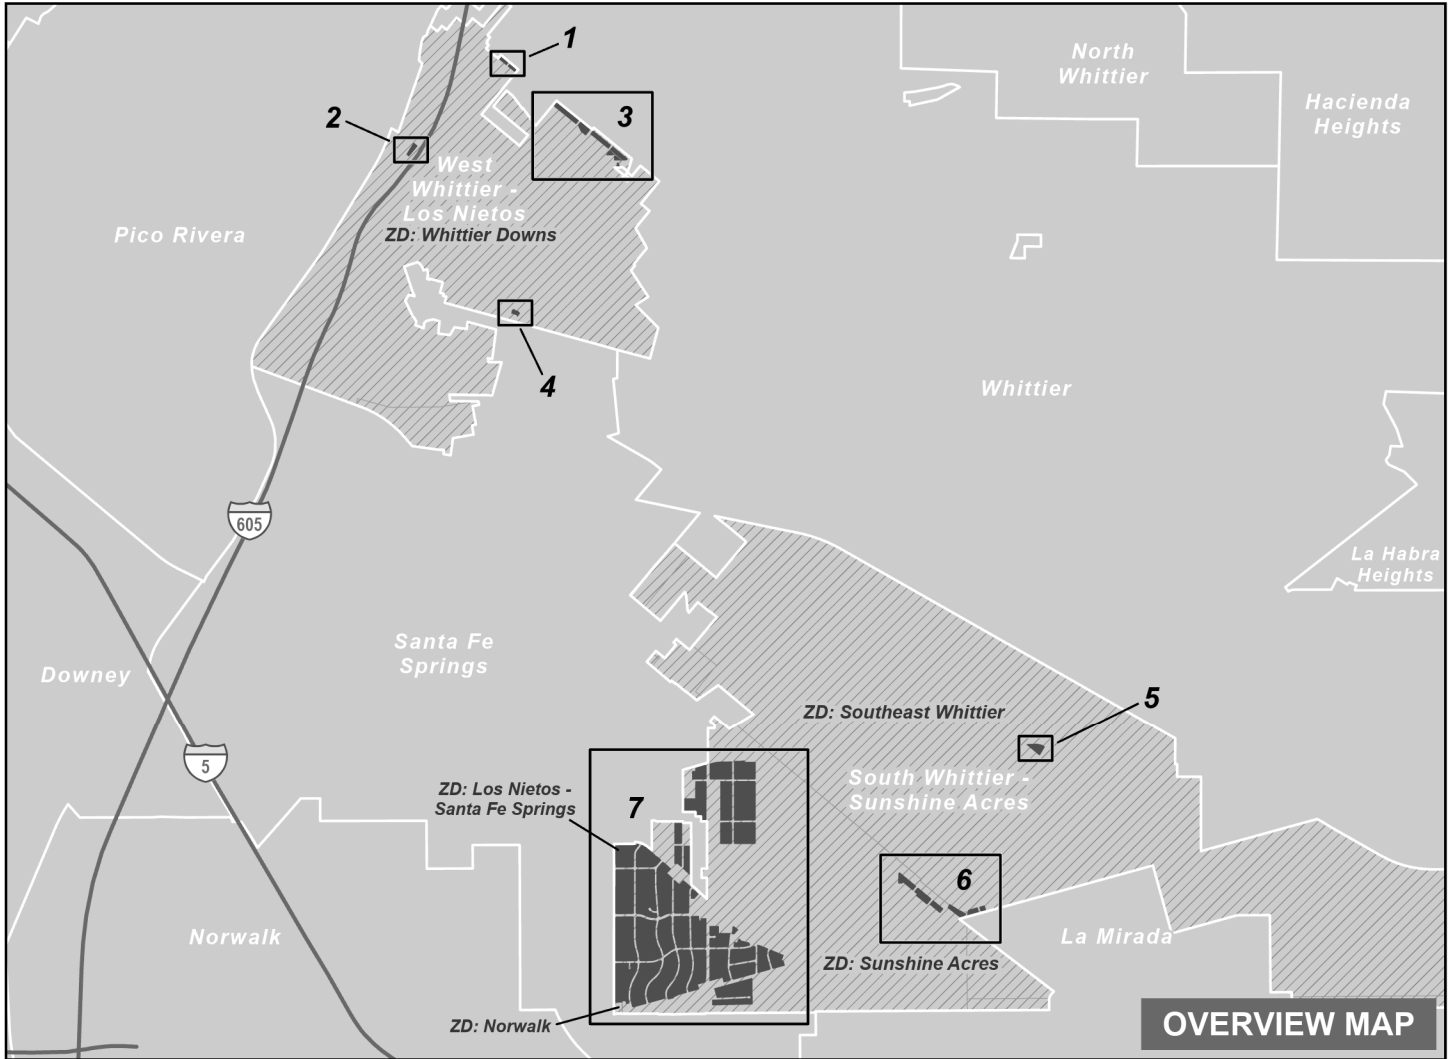 1
North
Whittier
Hacienda
Heights
2
3
West
Whittier -
Los Nietos
ZD: Whittier Downs
Pico Rivera
4
Whittier
605
La Habra
Heights
Santa Fe
Springs
Downey
5
ZD: Southeast Whittier
5
South Whittier -
Sunshine Acres
ZD: Los Nietos -
Santa Fe Springs
7
6
Norwalk
La Mirada
ZD: Sunshine Acres
ZD: Norwalk
OVERVIEW MAP